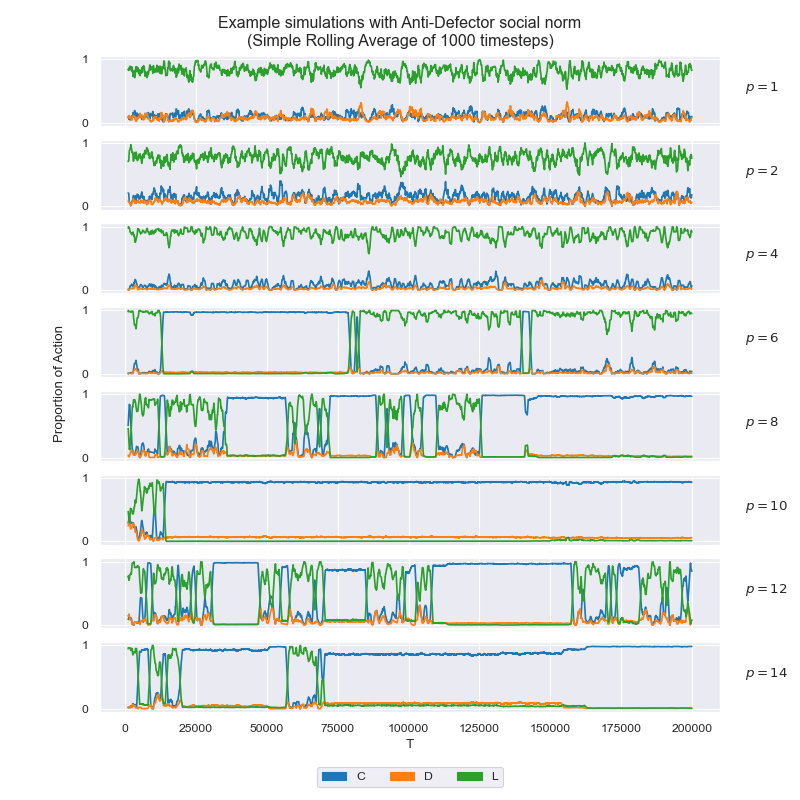 Example simulations with Anti-Defector social norm
(Simple Rolling Average of 1000 timesteps)
1
0
p = 1
1
0
p = 2
1
0
p = 4
1
0
p = 6
1
0
p = 8
1
0
p = 10
1
0
p = 12
1
0
p = 14
Proportion of Action
0 25000 50000 75000 100000 125000 150000 175000 200000
T
C D L